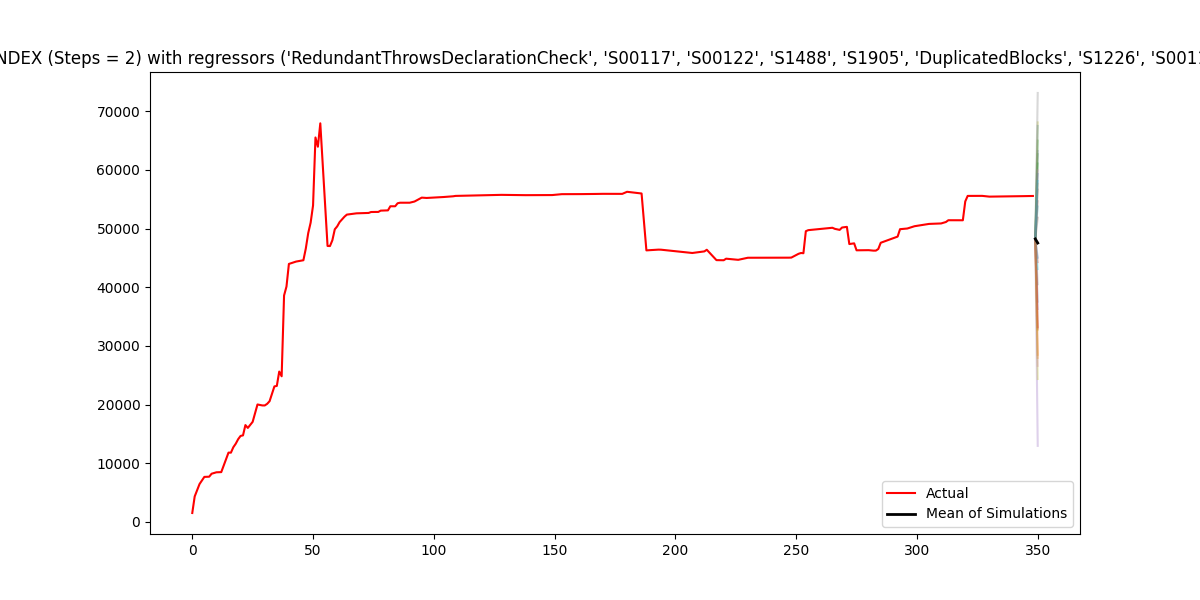 NDEX (Steps = 2) with regressors ('RedundantThrowsDeclarationCheck', 'S00117', 'S00122', 'S1488', 'S1905', 'DuplicatedBlocks', 'S1226', 'S001
70000
60000
50000
40000
30000
20000
10000
0
0 50 100 150 200 250 300 350
Actual
Mean of Simulations